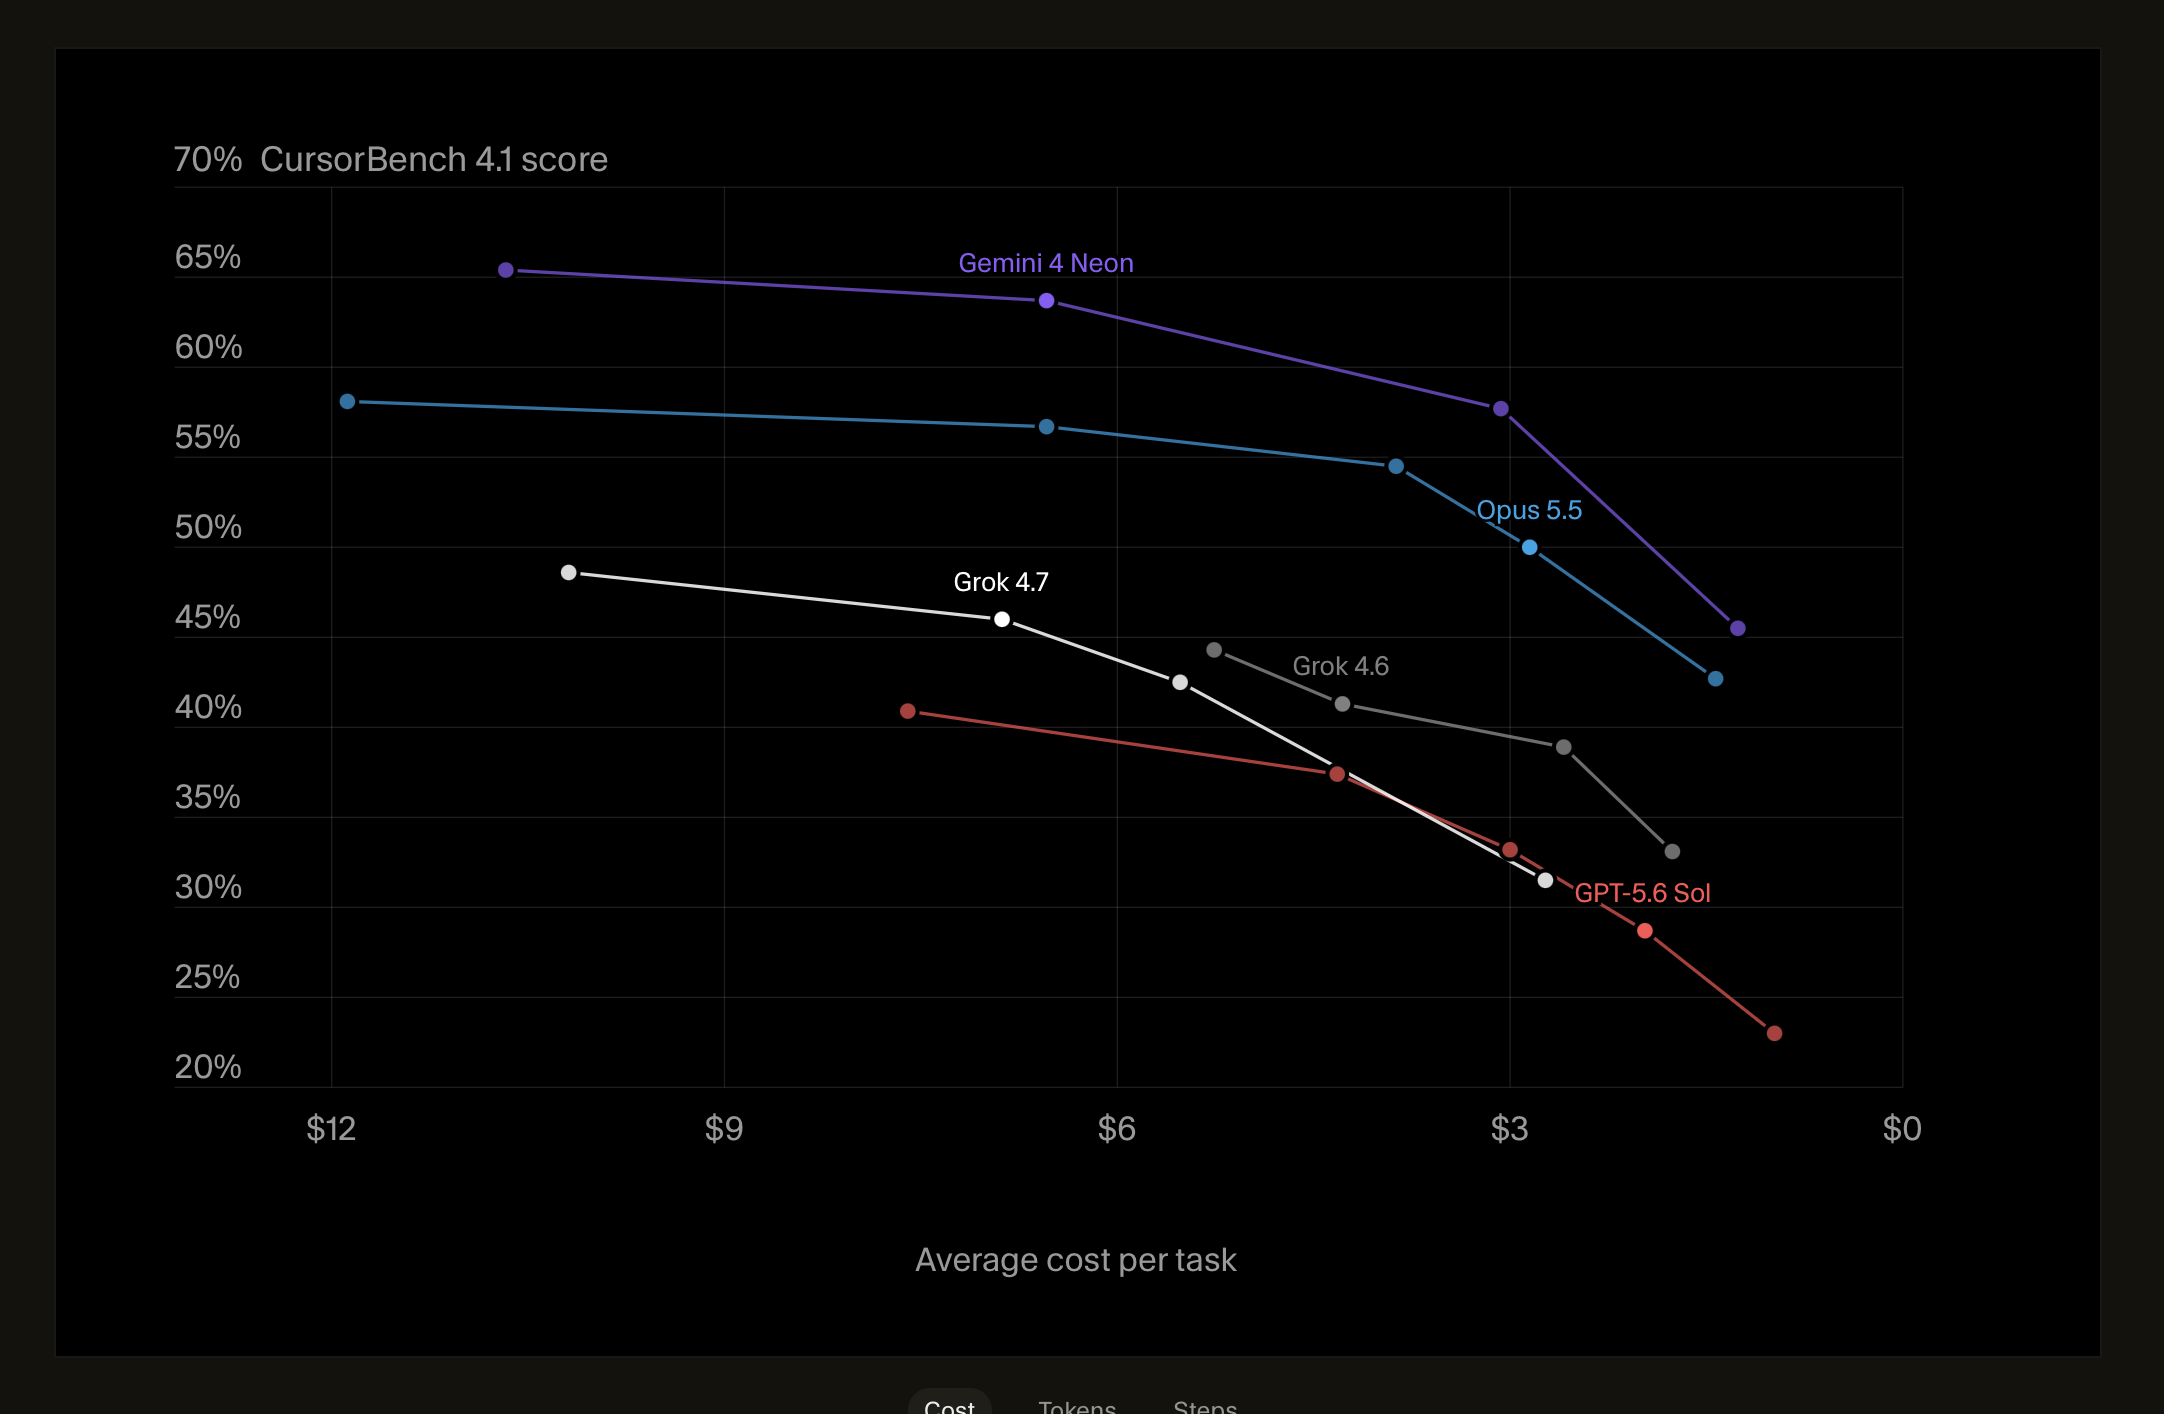 70% CursorBench 4.1 score
65%
Gemini 4 Neon
60%
55%
Opus 5.5
50%
Grok 4.7
45%
Grok 4.6
40%
35%
30%
GPT-5.6 Sol
25%
20%
$12 $9 $6 $3 $0
Average cost per task
Cost Tokens Steps